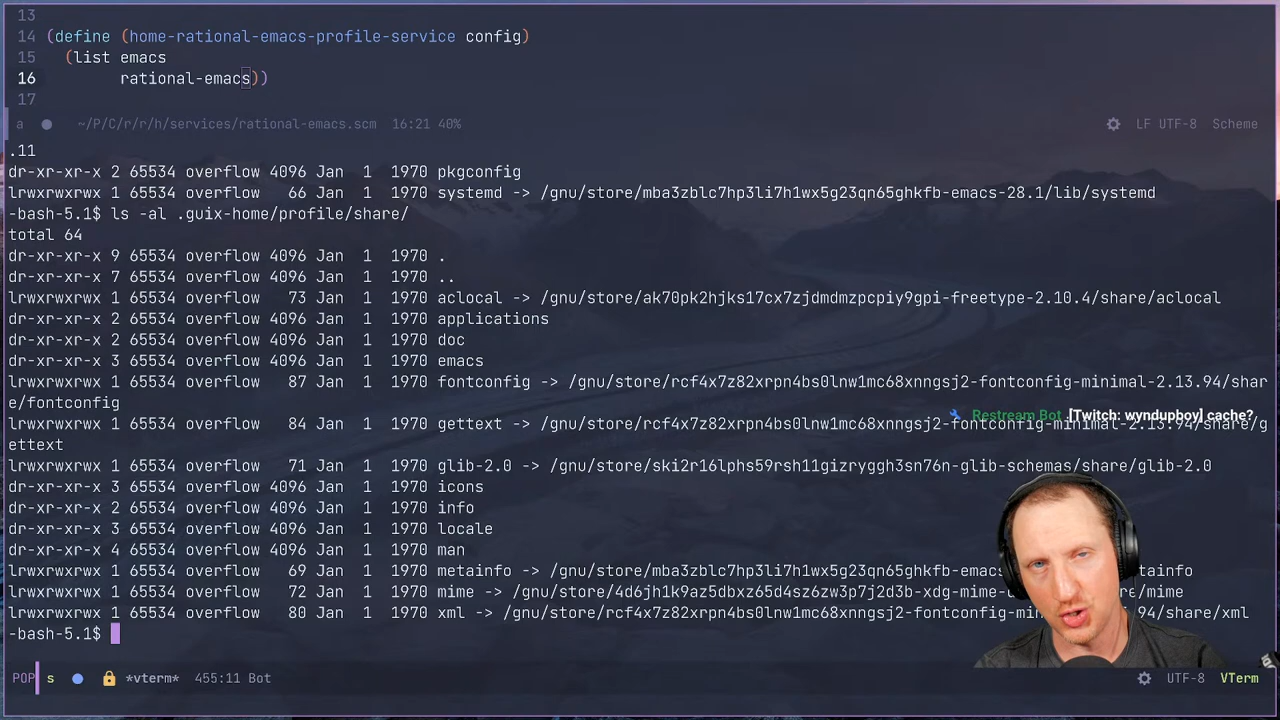 13
14 (define (home-rational-emacs-profile-service config)
15 (list emacs
16 rational-emacs))
17
a ~/P/C/r/r/h/services/rational-emacs.scm 16:21 40% LF UTF-8 Scheme
.11
dr-xr-xr-x 2 65534 overflow 4096 Jan 1 1970 pkgconfig
lrwxrwxrwx 1 65534 overflow 66 Jan 1 1970 systemd -> /gnu/store/mba3zblc7hp3li7h1wx5g23qn65ghkfb-emacs-28.1/lib/systemd
-bash-5.1$ ls -al .guix-home/profile/share/
total 64
dr-xr-xr-x 9 65534 overflow 4096 Jan 1 1970 .
dr-xr-xr-x 7 65534 overflow 4096 Jan 1 1970 ..
lrwxrwxrwx 1 65534 overflow 73 Jan 1 1970 aclocal -> /gnu/store/ak70pk2hjks17cx7zjdmdmzpcpiy9gpi-freetype-2.10.4/share/aclocal
dr-xr-xr-x 2 65534 overflow 4096 Jan 1 1970 applications
dr-xr-xr-x 2 65534 overflow 4096 Jan 1 1970 doc
dr-xr-xr-x 3 65534 overflow 4096 Jan 1 1970 emacs
lrwxrwxrwx 1 65534 overflow 87 Jan 1 1970 fontconfig -> /gnu/store/rcf4x7z82xrpn4bs0lnw1mc68xnngsj2-fontconfig-minimal-2.13.94/shar
e/fontconfig
Restream Bot [Twitch: wyndupboy] cache?
lrwxrwxrwx 1 65534 overflow 84 Jan 1 1970 gettext -> /gnu/store/rcf4x7z82xrpn4bs0lnw1mc68xnngsj2-fontconfig-minimal-2.13.94/share/g
ettext
lrwxrwxrwx 1 65534 overflow 71 Jan 1 1970 glib-2.0 -> /gnu/store/ski2r16lphs59rsh11gizryggh3sn76n-glib-schemas/share/glib-2.0
dr-xr-xr-x 3 65534 overflow 4096 Jan 1 1970 icons
dr-xr-xr-x 2 65534 overflow 4096 Jan 1 1970 info
dr-xr-xr-x 3 65534 overflow 4096 Jan 1 1970 locale
dr-xr-xr-x 4 65534 overflow 4096 Jan 1 1970 man
lrwxrwxrwx 1 65534 overflow 69 Jan 1 1970 metainfo -> /gnu/store/mba3zblc7hp3li7h1wx5g23qn65ghkfb-emacs tainfo
lrwxrwxrwx 1 65534 overflow 72 Jan 1 1970 mime -> /gnu/store/4d6jh1k9az5dbxz65d4sz6zw3p7j2d3b-xdg-mime- re/mime
lrwxrwxrwx 1 65534 overflow 80 Jan 1 1970 xml -> /gnu/store/rcf4x7z82xrpn4bs0lnw1mc68xnngsj2-fontconfig-min .94/share/xml
-bash-5.1$
POP s *vterm* 455:11 Bot UTF-8 VTerm